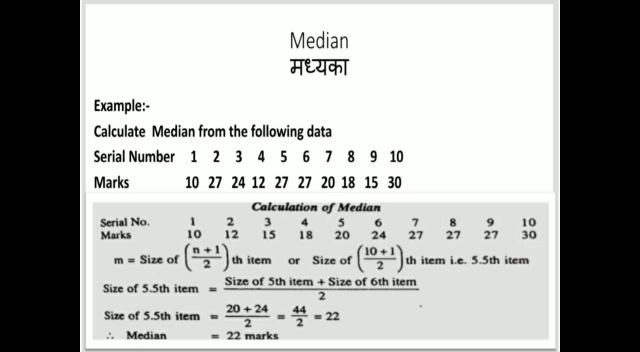 Median
मध्यका
Example:-
Calculate Median from the following data
Serial Number 1 2 3 4 5 6 7 8 9 10
Marks 10 27 24 12 27 27 20 18 15 30
Calculation of Median
Serial No. 1 2 3 4 5 6 7 8 9 10
Marks 10 12 15 18 20 24 27 27 27 30
m = Size of (n + 1 / 2) th item or Size of (10 + 1 / 2) th item i.e. 5.5th item
Size of 5.5th item = Size of 5th item + Size of 6th item / 2
Size of 5.5th item = 20 + 24 / 2 = 44 / 2 = 22
∴ Median = 22 marks